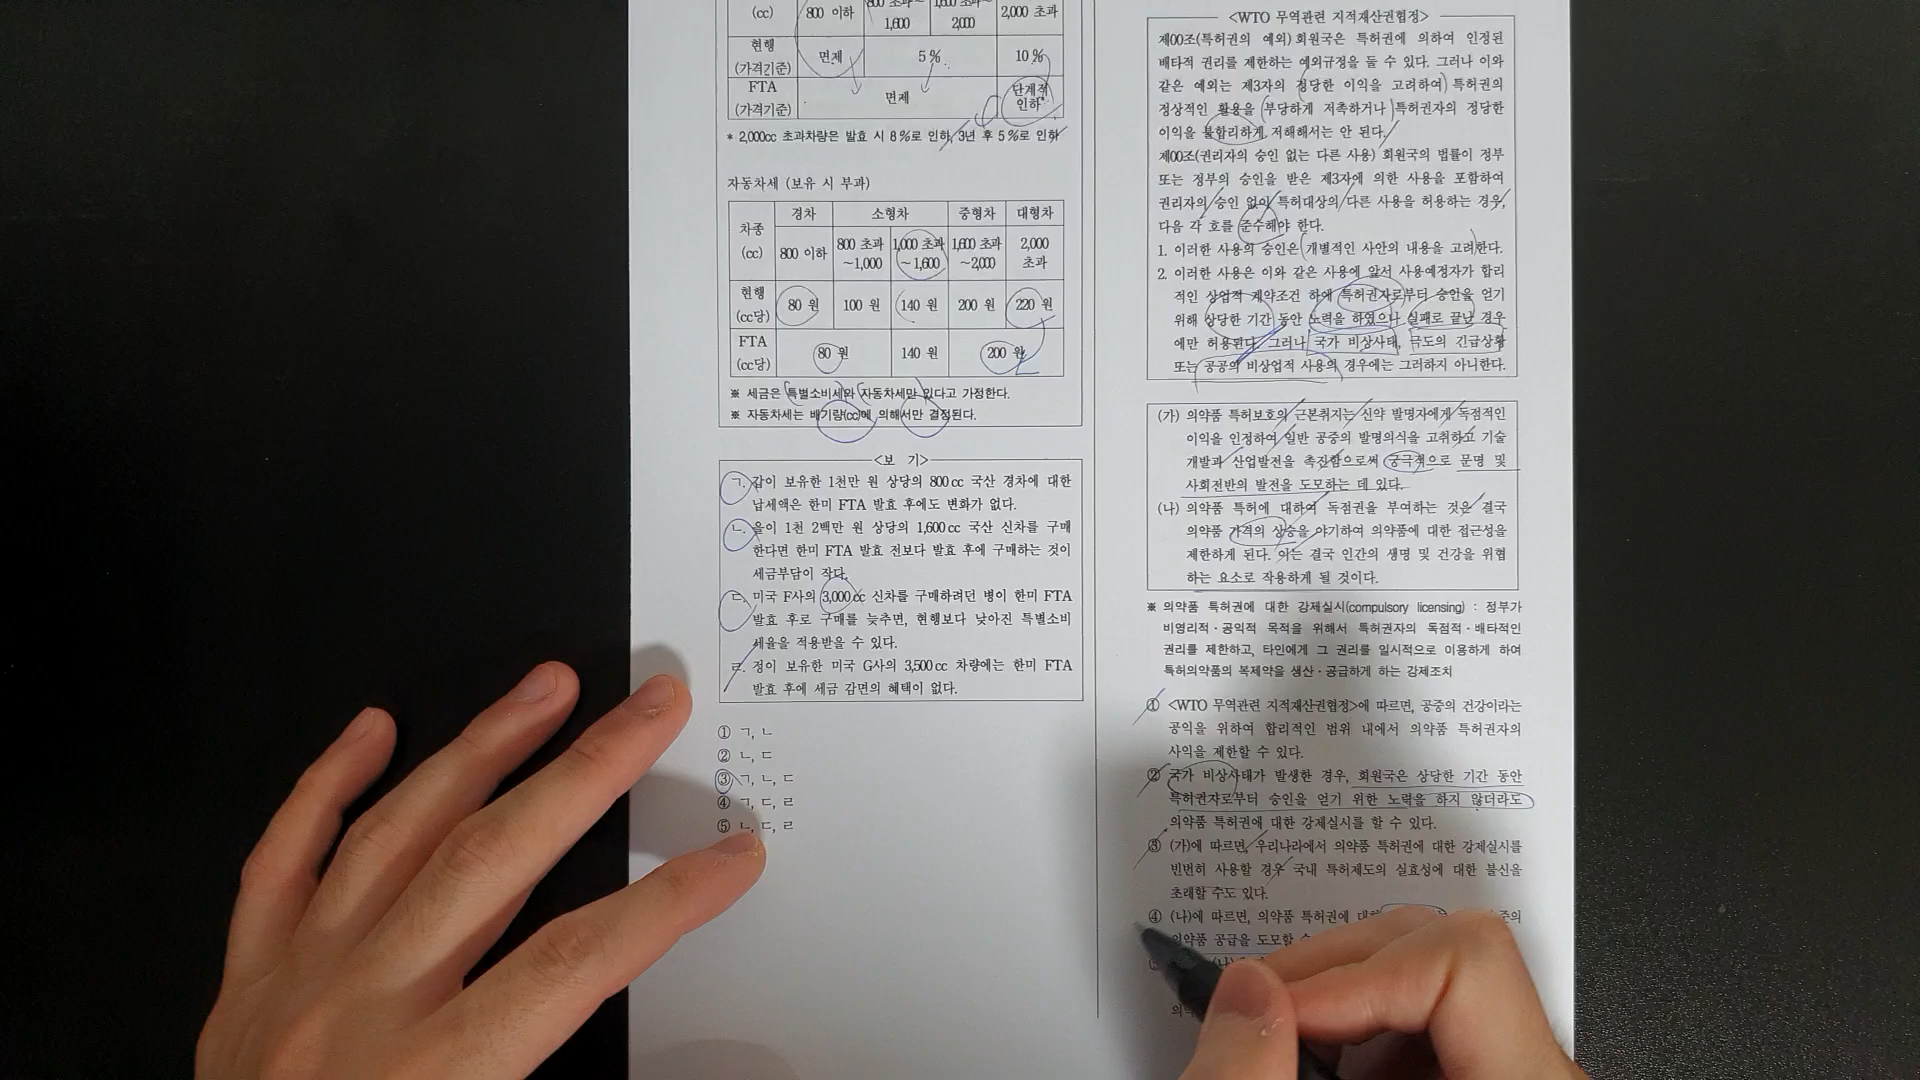 (cc)
800 이하
800 초과~
1,600
1,600 초과~
2,000
2,000 초과
현행
(가격기준)
면제
5 %
10 %
FTA
(가격기준)
면제
단계적
인하*
* 2,000cc 초과차량은 발효 시 8 %로 인하, 3년 후 5 %로 인하
자동차세 (보유 시 부과)
차종
(cc)
경차
소형차
중형차
대형차
800 이하
800 초과
~1,000
1,000 초과
~1,600
1,600 초과
~2,000
2,000
초과
현행
(cc당)
80 원
100 원
140 원
200 원
220 원
FTA
(cc당)
80 원
140 원
200 원
※ 세금은 특별소비세와 자동차세만 있다고 가정한다.
※ 자동차세는 배기량(cc)에 의해서만 결정된다.
<보 기>
ㄱ. 갑이 보유한 1천만 원 상당의 800 cc 국산 경차에 대한
납세액은 한미 FTA 발효 후에도 변화가 없다.
ㄴ. 을이 1천 2백만 원 상당의 1,600 cc 국산 신차를 구매
한다면 한미 FTA 발효 전보다 발효 후에 구매하는 것이
세금부담이 작다.
ㄷ. 미국 F사의 3,000 cc 신차를 구매하려던 병이 한미 FTA
발효 후로 구매를 늦추면, 현행보다 낮아진 특별소비
세율을 적용받을 수 있다.
ㄹ. 정이 보유한 미국 G사의 3,500 cc 차량에는 한미 FTA
발효 후에 세금 감면의 혜택이 없다.
① ㄱ, ㄴ
② ㄴ, ㄷ
③ ㄱ, ㄴ, ㄷ
④ ㄱ, ㄷ, ㄹ
⑤ ㄴ, ㄷ, ㄹ
<WTO 무역관련 지적재산권협정>
제00조(특허권의 예외) 회원국은 특허권에 의하여 인정된
배타적 권리를 제한하는 예외규정을 둘 수 있다. 그러나 이와
같은 예외는 제3자의 정당한 이익을 고려하여 특허권의
정상적인 활용을 부당하게 저촉하거나 특허권자의 정당한
이익을 불합리하게 저해해서는 안 된다.
제00조(권리자의 승인 없는 다른 사용) 회원국의 법률이 정부
또는 정부의 승인을 받은 제3자에 의한 사용을 포함하여
권리자의 승인 없이 특허대상의 다른 사용을 허용하는 경우,
다음 각 호를 준수해야 한다.
1. 이러한 사용의 승인은 개별적인 사안의 내용을 고려한다.
2. 이러한 사용은 이와 같은 사용에 앞서 사용예정자가 합리
적인 상업적 계약조건 하에 특허권자로부터 승인을 얻기
위해 상당한 기간 동안 노력을 하였으나 실패로 끝난 경우
에만 허용된다. 그러나 국가 비상사태, 극도의 긴급상황
또는 공공의 비상업적 사용의 경우에는 그러하지 아니한다.
(가) 의약품 특허보호의 근본취지는 신약 발명자에게 독점적인
이익을 인정하여 일반 공중의 발명의식을 고취하고 기술
개발과 산업발전을 촉진함으로써 궁극적으로 문명 및
사회전반의 발전을 도모하는 데 있다.
(나) 의약품 특허에 대하여 독점권을 부여하는 것은 결국
의약품 가격의 상승을 야기하여 의약품에 대한 접근성을
제한하게 된다. 이는 결국 인간의 생명 및 건강을 위협
하는 요소로 작용하게 될 것이다.
※ 의약품 특허권에 대한 강제실시(compulsory licensing) : 정부가
비영리적 · 공익적 목적을 위해서 특허권자의 독점적 · 배타적인
권리를 제한하고, 타인에게 그 권리를 일시적으로 이용하게 하여
특허의약품의 복제약을 생산 · 공급하게 하는 강제조치
① <WTO 무역관련 지적재산권협정>에 따르면, 공중의 건강이라는
공익을 위하여 합리적인 범위 내에서 의약품 특허권자의
사익을 제한할 수 있다.
② 국가 비상사태가 발생한 경우, 회원국은 상당한 기간 동안
특허권자로부터 승인을 얻기 위한 노력을 하지 않더라도
의약품 특허권에 대한 강제실시를 할 수 있다.
③ (가)에 따르면, 우리나라에서 의약품 특허권에 대한 강제실시를
빈번히 사용할 경우 국내 특허제도의 실효성에 대한 불신을
초래할 수도 있다.
④ (나)에 따르면, 의약품 특허권에
의약품 공급을 도모할
(나)